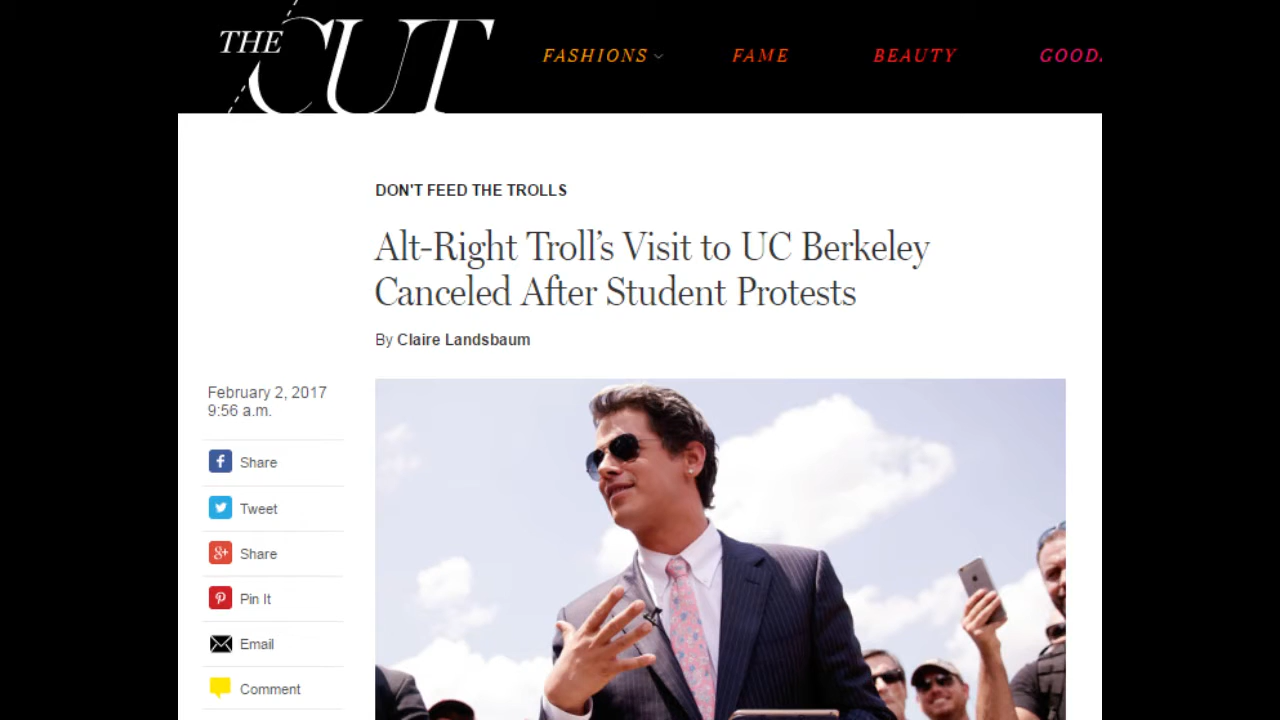 THE CUT
FASHIONS FAME BEAUTY GOOD.
DON'T FEED THE TROLLS
Alt-Right Troll's Visit to UC Berkeley
Canceled After Student Protests
By Claire Landsbaum
February 2, 2017
9:56 a.m.
Share
Tweet
Share
Pin It
Email
Comment